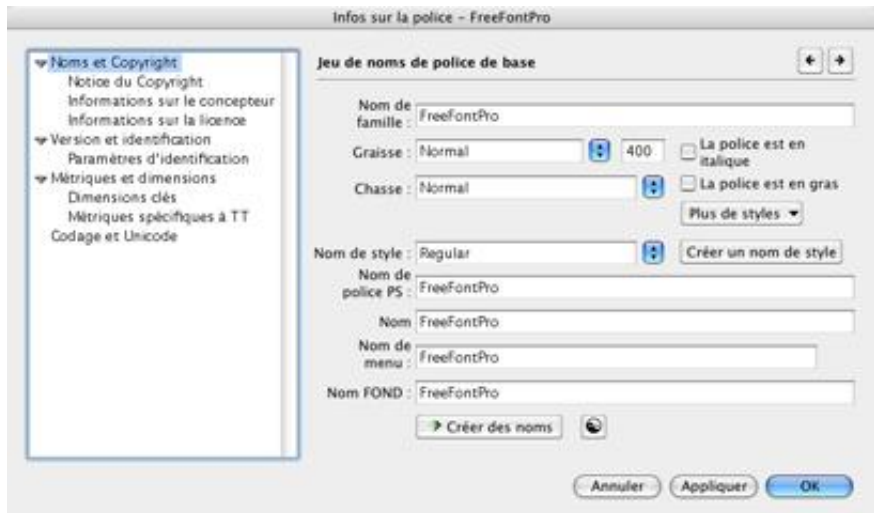 Infos sur la police – FreeFontPro
Noms et Copyright
Notice du Copyright
Informations sur le concepteur
Informations sur la licence
Version et identification
Paramètres d'identification
Métriques et dimensions
Dimensions clés
Métriques spécifiques à TT
Codage et Unicode
Jeu de noms de police de base
Nom de
famille : FreeFontPro
Graisse : Normal 400
La police est en
italique
Chasse : Normal
La police est en gras
Plus de styles
Nom de style : Regular
Créer un nom de style
Nom de
police PS : FreeFontPro
Nom FreeFontPro
Nom de
menu : FreeFontPro
Nom FOND : FreeFontPro
Créer des noms
Annuler
Appliquer
OK